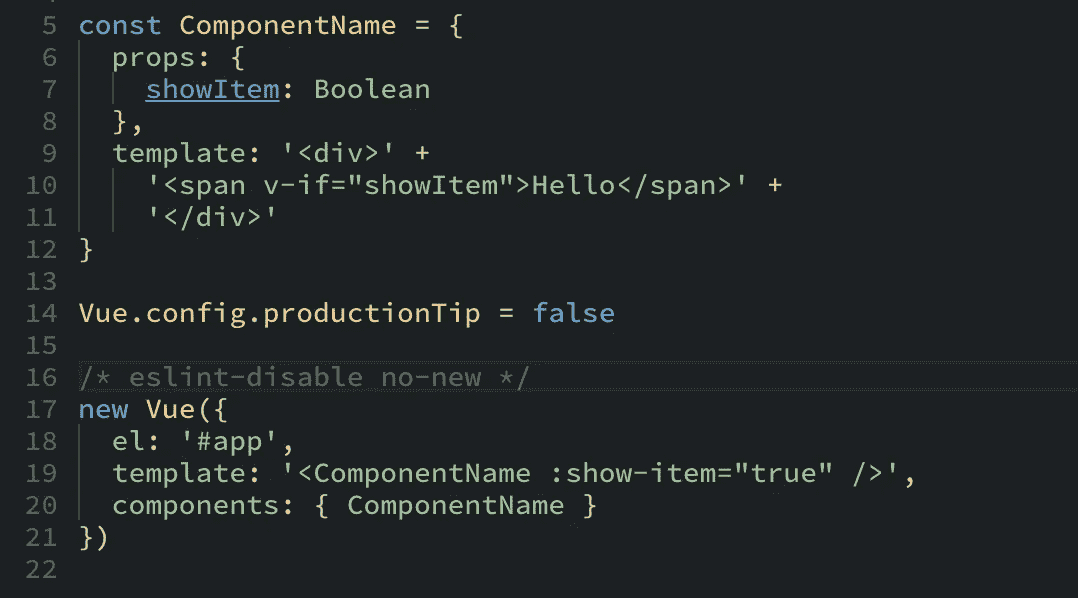 5 const ComponentName = {
6   props: {
7     showItem: Boolean
8   },
9   template: '<div>' +
10     '<span v-if="showItem">Hello</span>' +
11     '</div>'
12 }
13
14 Vue.config.productionTip = false
15
16 /* eslint-disable no-new */
17 new Vue({
18   el: '#app',
19   template: '<ComponentName :show-item="true" />',
20   components: { ComponentName }
21 })
22